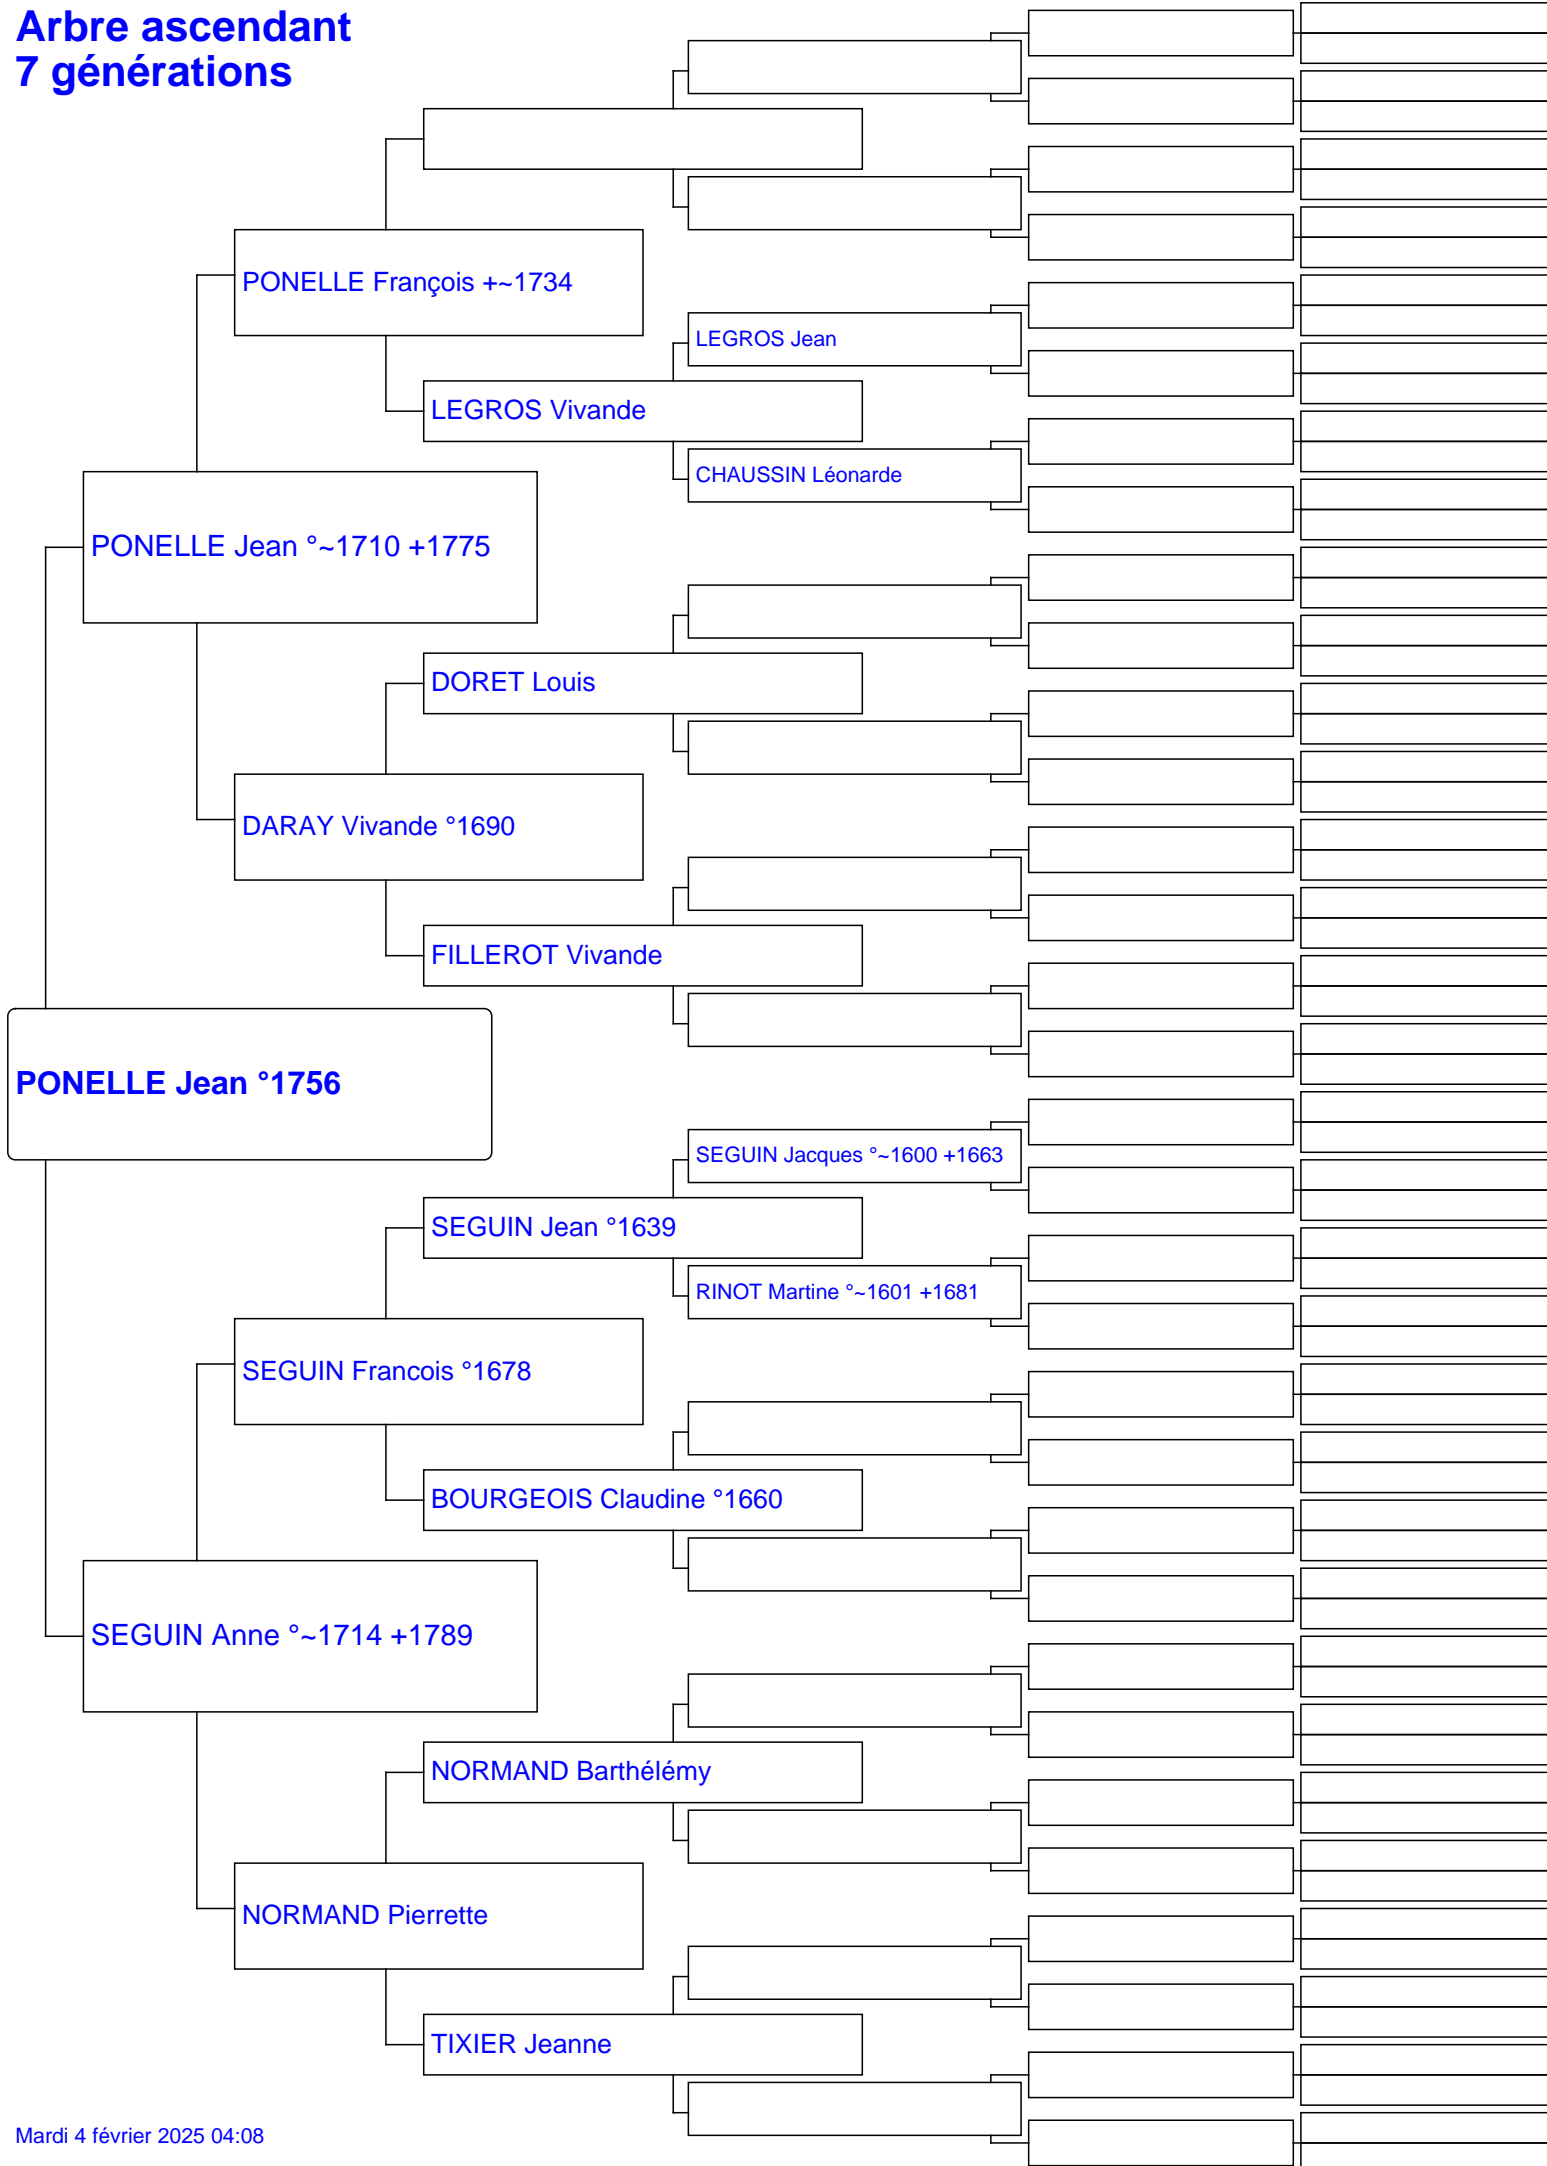 Arbre ascendant
7 générations
PONELLE François +~1734
LEGROS Jean
LEGROS Vivande
CHAUSSIN Léonarde
PONELLE Jean °~1710 +1775
DORET Louis
DARAY Vivande °1690
FILLEROT Vivande
PONELLE Jean °1756
SEGUIN Jacques °~1600 +1663
SEGUIN Jean °1639
RINOT Martine °~1601 +1681
SEGUIN Francois °1678
BOURGEOIS Claudine °1660
SEGUIN Anne °~1714 +1789
NORMAND Barthélémy
NORMAND Pierrette
TIXIER Jeanne
Mardi 4 février 2025 04:08